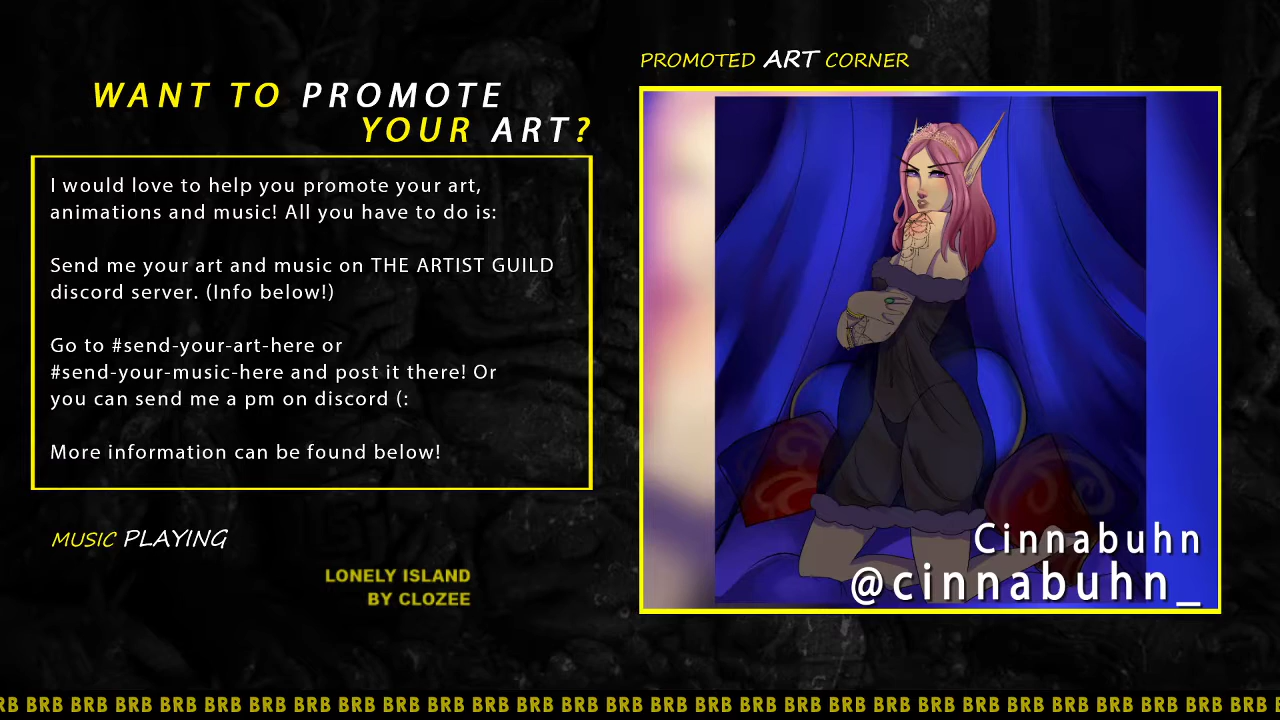 WANT TO PROMOTE
YOUR ART?
I would love to help you promote your art,
animations and music! All you have to do is:
Send me your art and music on THE ARTIST GUILD
discord server. (Info below!)
Go to #send-your-art-here or
#send-your-music-here and post it there! Or
you can send me a pm on discord (:
More information can be found below!
MUSIC PLAYING
LONELY ISLAND
BY CLOZEE
PROMOTED ART CORNER
Cinnabuhn
@cinnabuhn_
RB BRB BRB BRB BRB BRB BRB BRB BRB BRB BRB BRB BRB BRB BRB BRB BRB BRB BRB BRB BRB BRB BRB BRB BRB BRB BRB BRB BRB